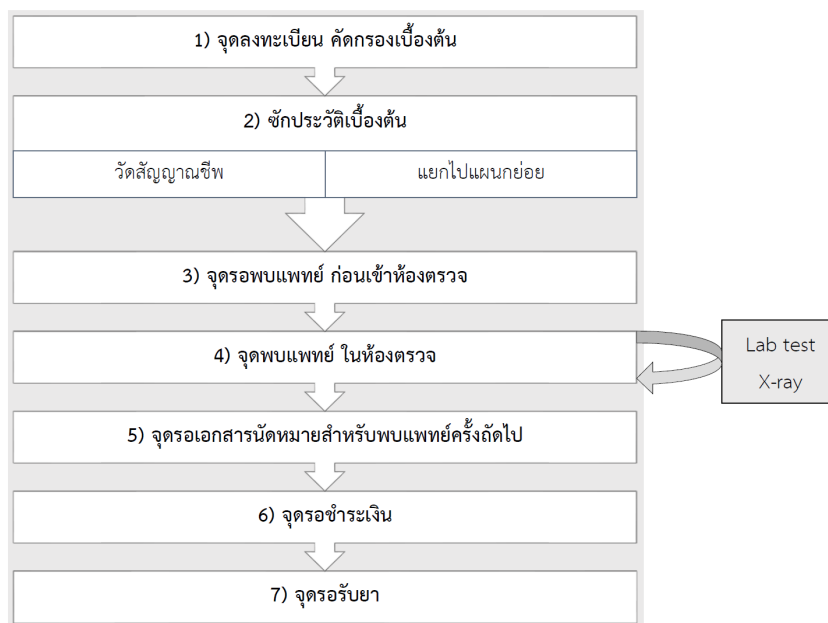 1) จุดลงทะเบียน คัดกรองเบื้องต้น
2) ซักประวัติเบื้องต้น
วัดสัญญาณชีพ
แยกไปแผนกย่อย
3) จุดรอพบแพทย์ ก่อนเข้าห้องตรวจ
4) จุดพบแพทย์ ในห้องตรวจ
Lab test
X-ray
5) จุดรอเอกสารนัดหมายสำหรับพบแพทย์ครั้งถัดไป
6) จุดรอชำระเงิน
7) จุดรอรับยา